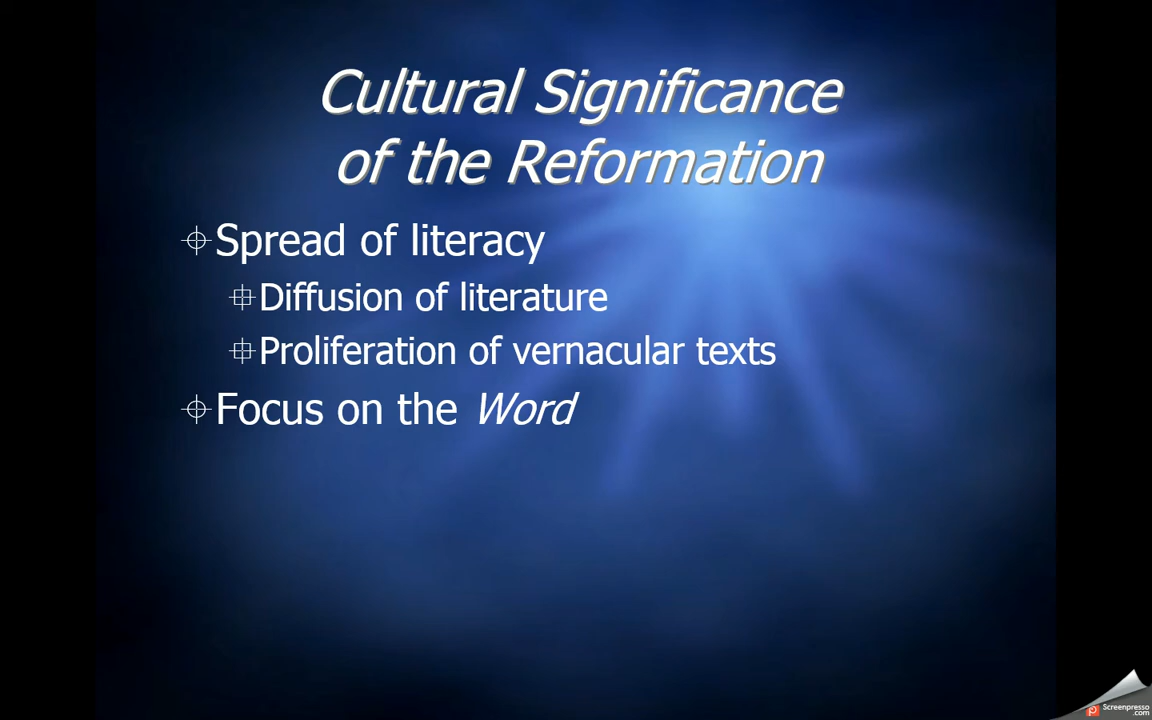 Cultural Significance
of the Reformation
Spread of literacy
Diffusion of literature
Proliferation of vernacular texts
Focus on the Word
Screenpresso
.com